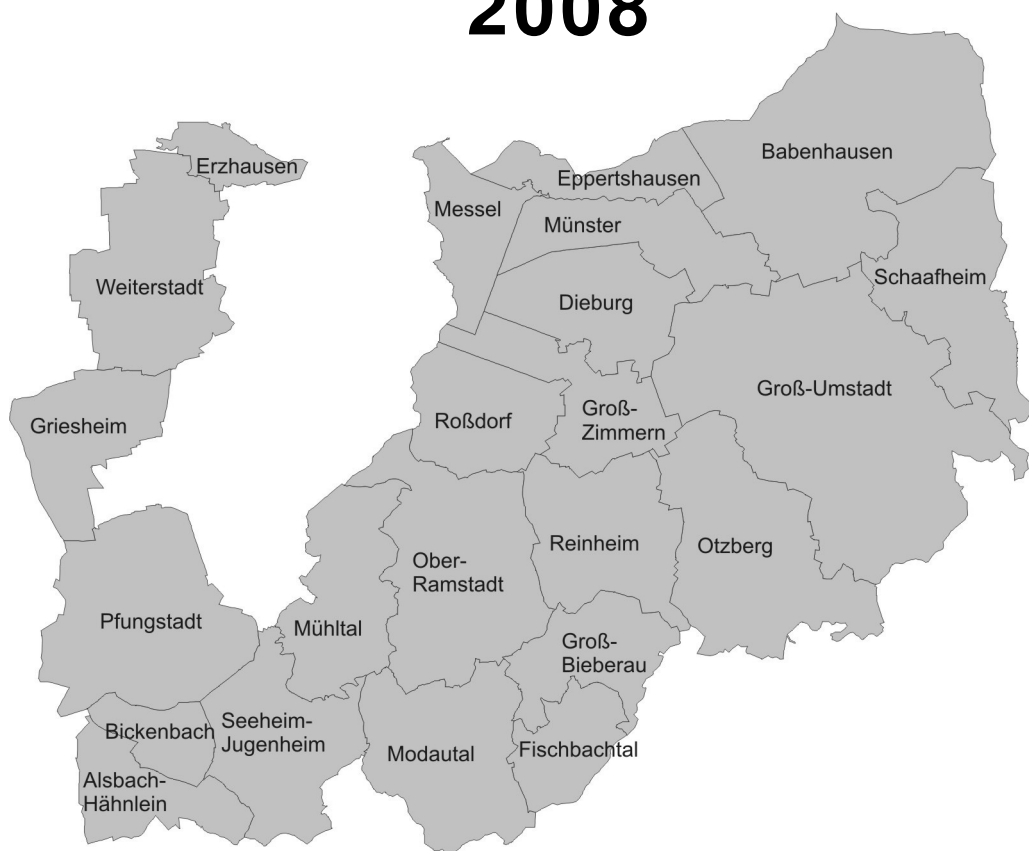 2008
Babenhausen
Erzhausen
Eppertshausen
Messel
Münster
Schaafheim
Weiterstadt
Dieburg
Groß-Umstadt
Griesheim
Roßdorf
Groß-
Zimmern
Reinheim
Otzberg
Ober-
Ramstadt
Pfungstadt
Mühltal
Groß-
Bieberau
Bickenbach
Seeheim-
Jugenheim
Modautal
Fischbachtal
Alsbach-
Hähnlein